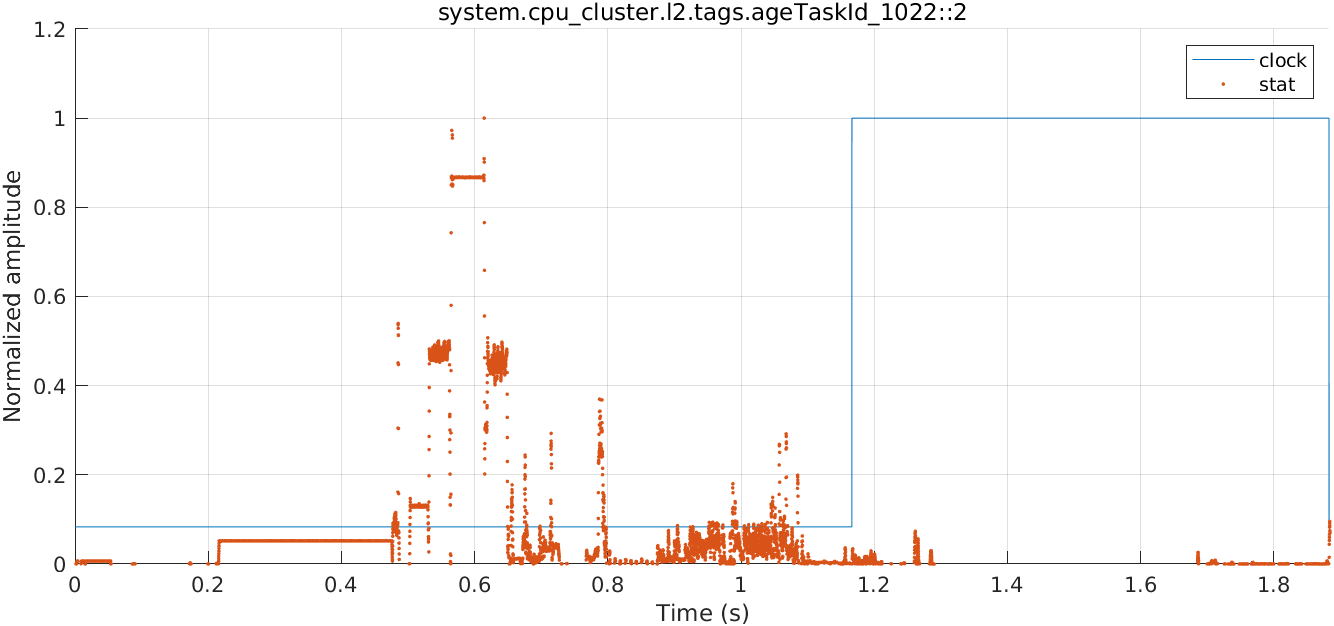 system.cpu_cluster.l2.tags.ageTaskId_1022::2
clock
stat
Normalized amplitude
1.2
1
0.8
0.6
0.4
0.2
0
0 0.2 0.4 0.6 0.8 1 1.2 1.4 1.6 1.8
Time (s)